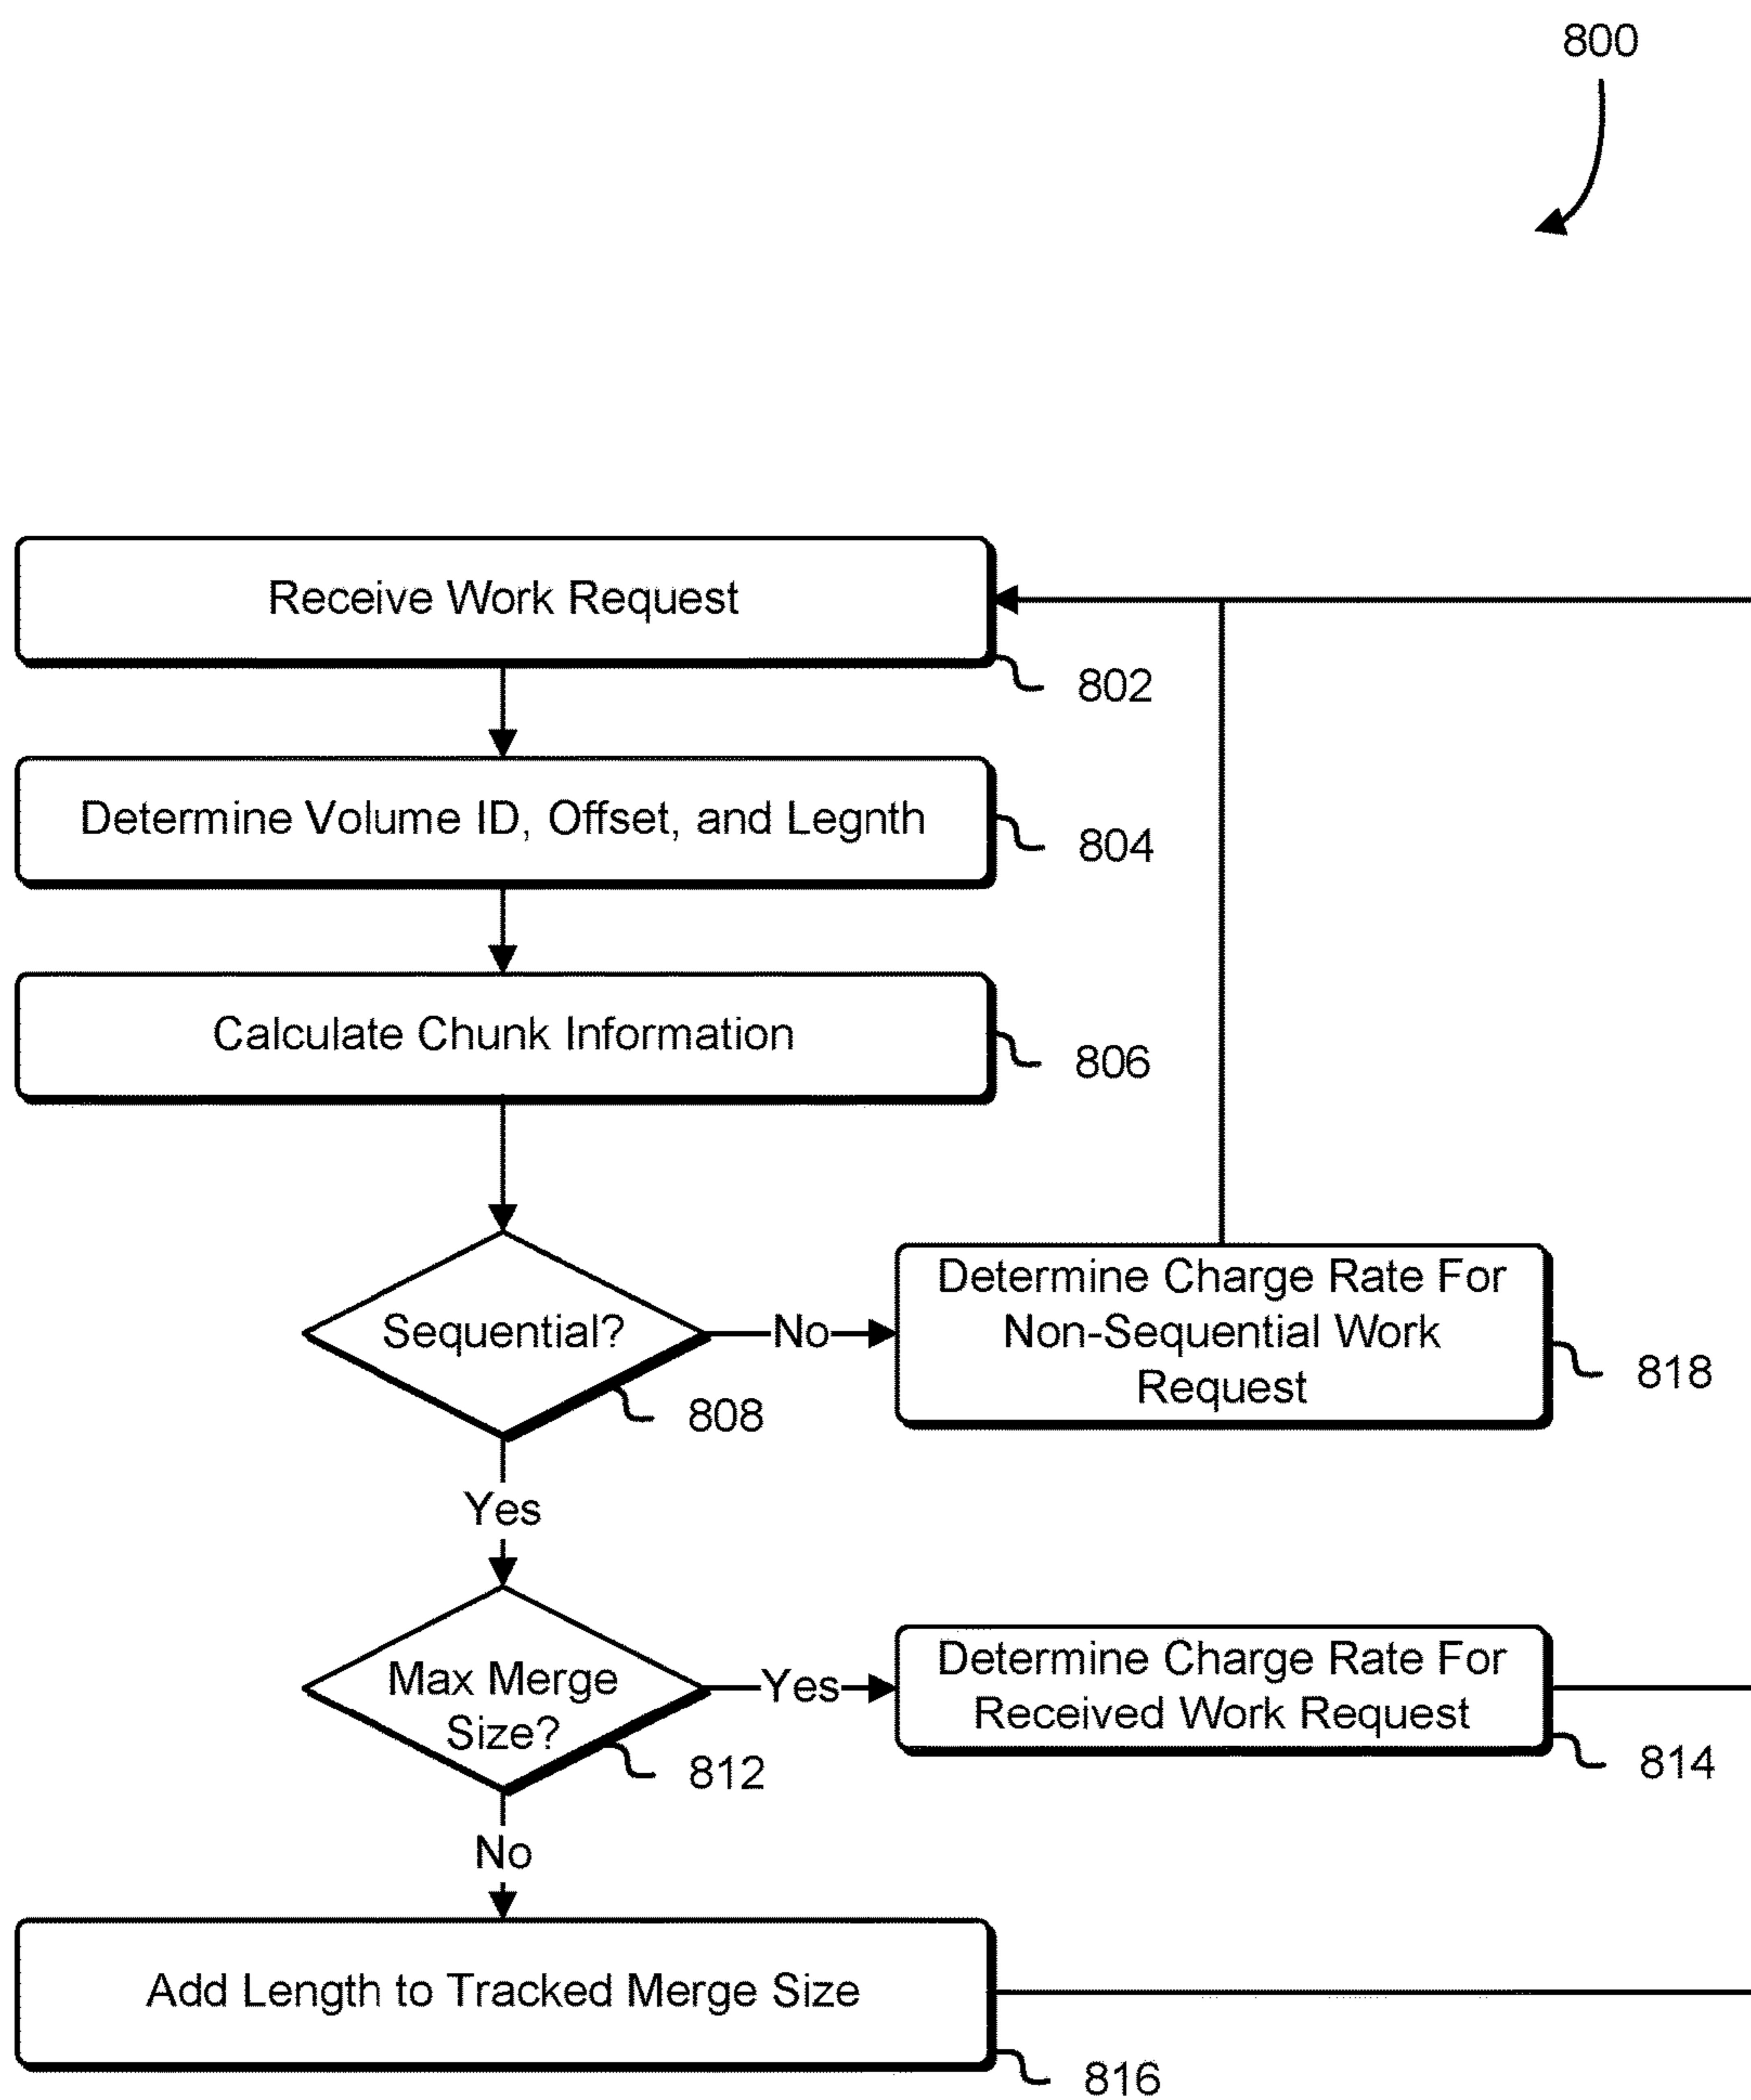 800
Receive Work Request
802
Determine Volume ID, Offset, and Legnth
804
Calculate Chunk Information
806
Sequential?
808
No
Determine Charge Rate For
Non-Sequential Work
Request
818
Yes
Max Merge
Size?
812
Yes
Determine Charge Rate For
Received Work Request
814
No
Add Length to Tracked Merge Size
816